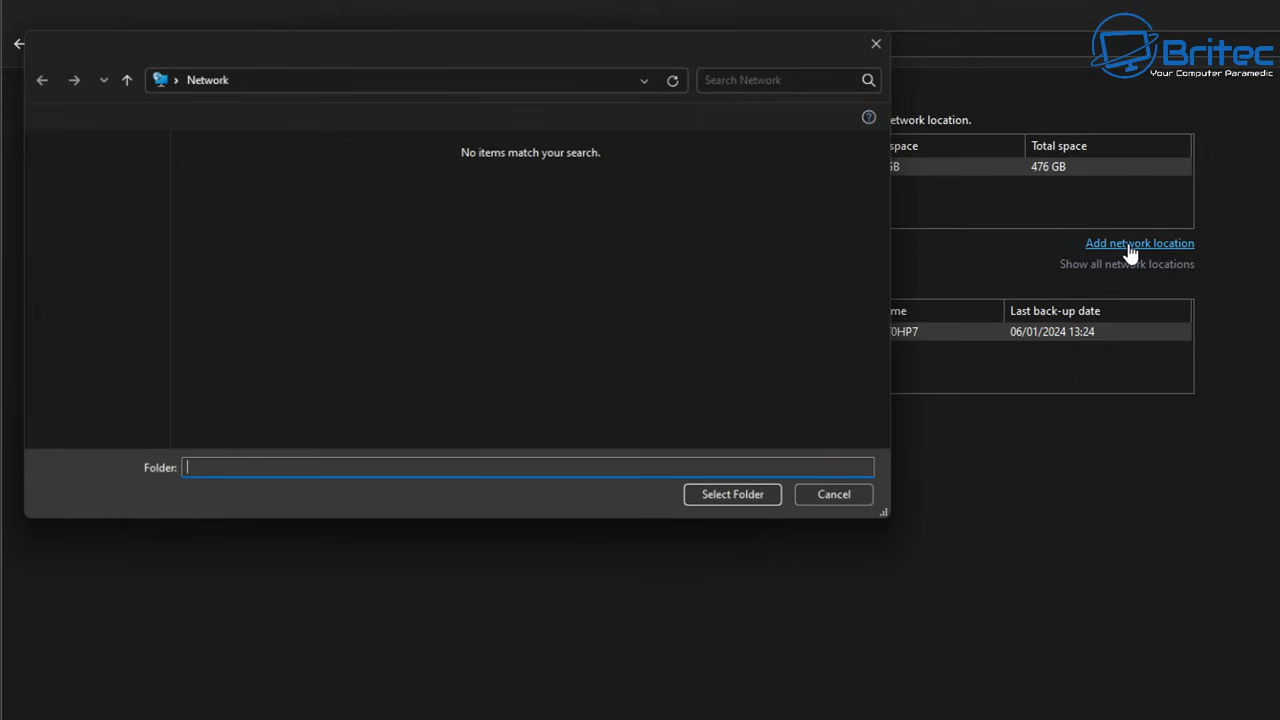 Britec
Your Computer Paramedic
Network
Search Network
No items match your search.
etwork location.
space
Total space
GB
476 GB
Add network location
Show all network locations
me
Last back-up date
0HP7
06/01/2024 13:24
Folder:
Select Folder
Cancel